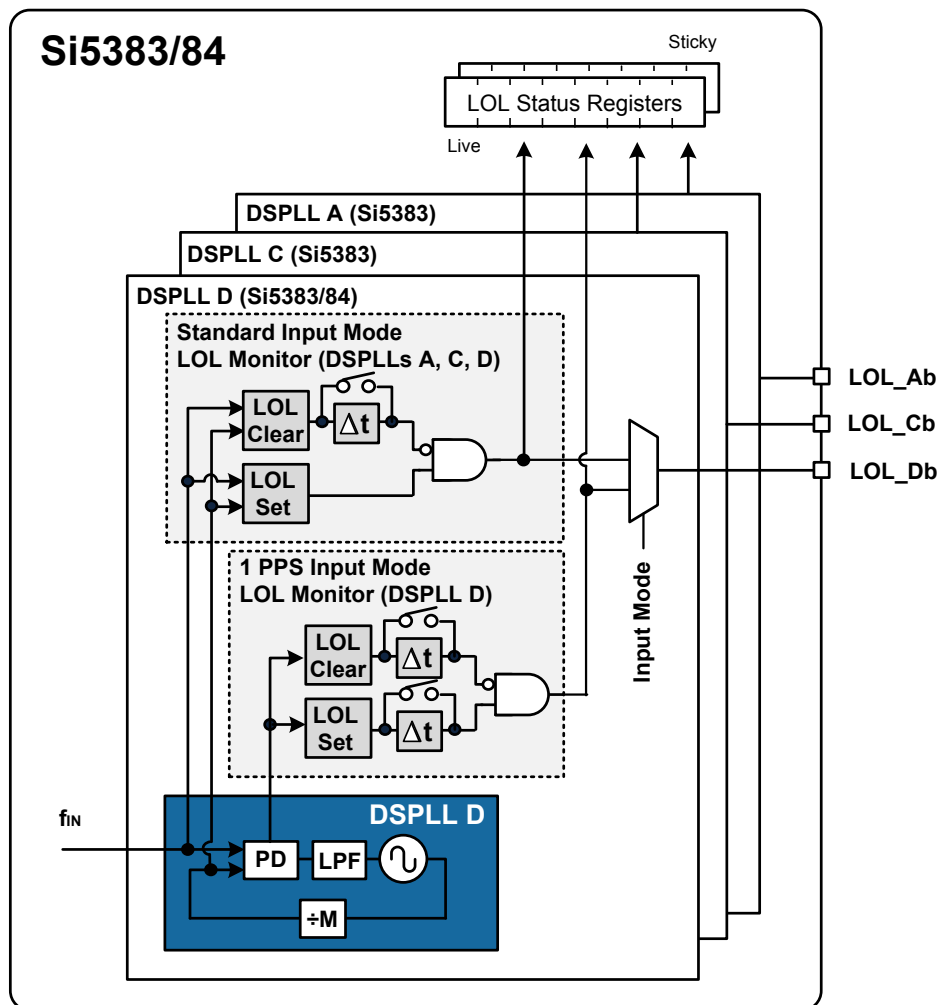 Si5383/84
Sticky
LOL Status Registers
Live
DSPLL A (Si5383)
DSPLL C (Si5383)
DSPLL D (Si5383/84)
Standard Input Mode
LOL Monitor (DSPLLs A, C, D)
LOL
Clear
Δt
LOL
Set
LOL_Ab
LOL_Cb
LOL_Db
1 PPS Input Mode
LOL Monitor (DSPLL D)
LOL
Clear
Δt
LOL
Set
Δt
Input Mode
DSPLL D
fIN
PD
LPF
÷M